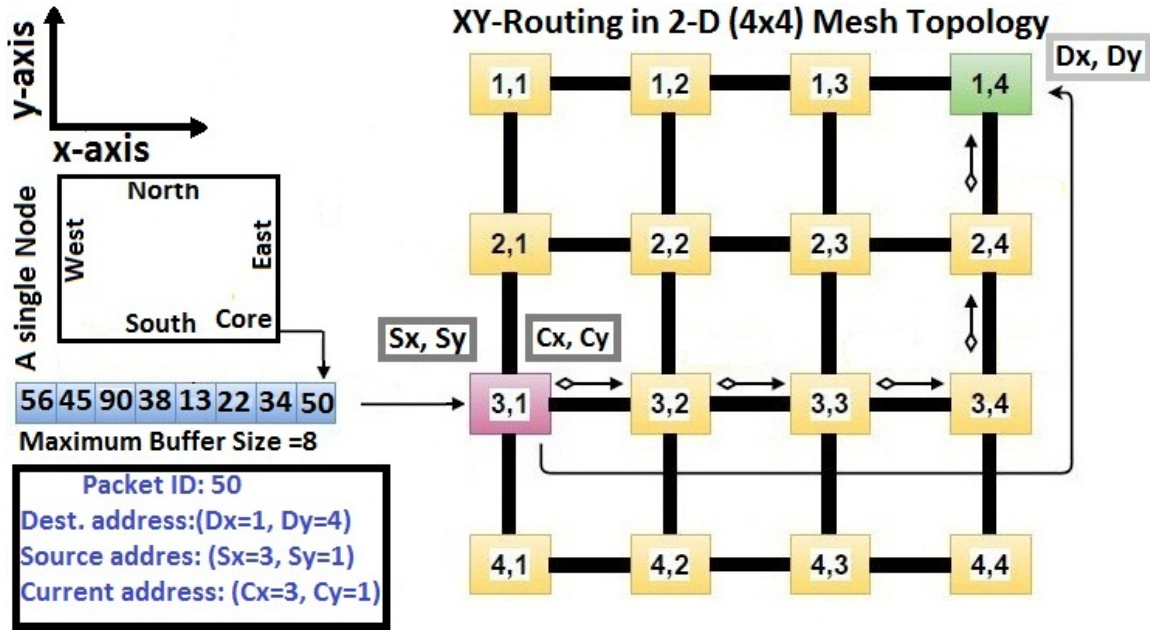 XY-Routing in 2-D (4x4) Mesh Topology
y-axis
x-axis
Dx, Dy
1,1 1,2 1,3 1,4
A single Node
North
West
East
South
Core
2,1 2,2 2,3 2,4
Sx, Sy
Cx, Cy
56 45 90 38 13 22 34 50
3,1 3,2 3,3 3,4
Maximum Buffer Size =8
Packet ID: 50
Dest. address:(Dx=1, Dy=4)
Source addres: (Sx=3, Sy=1)
Current address: (Cx=3, Cy=1)
4,1 4,2 4,3 4,4